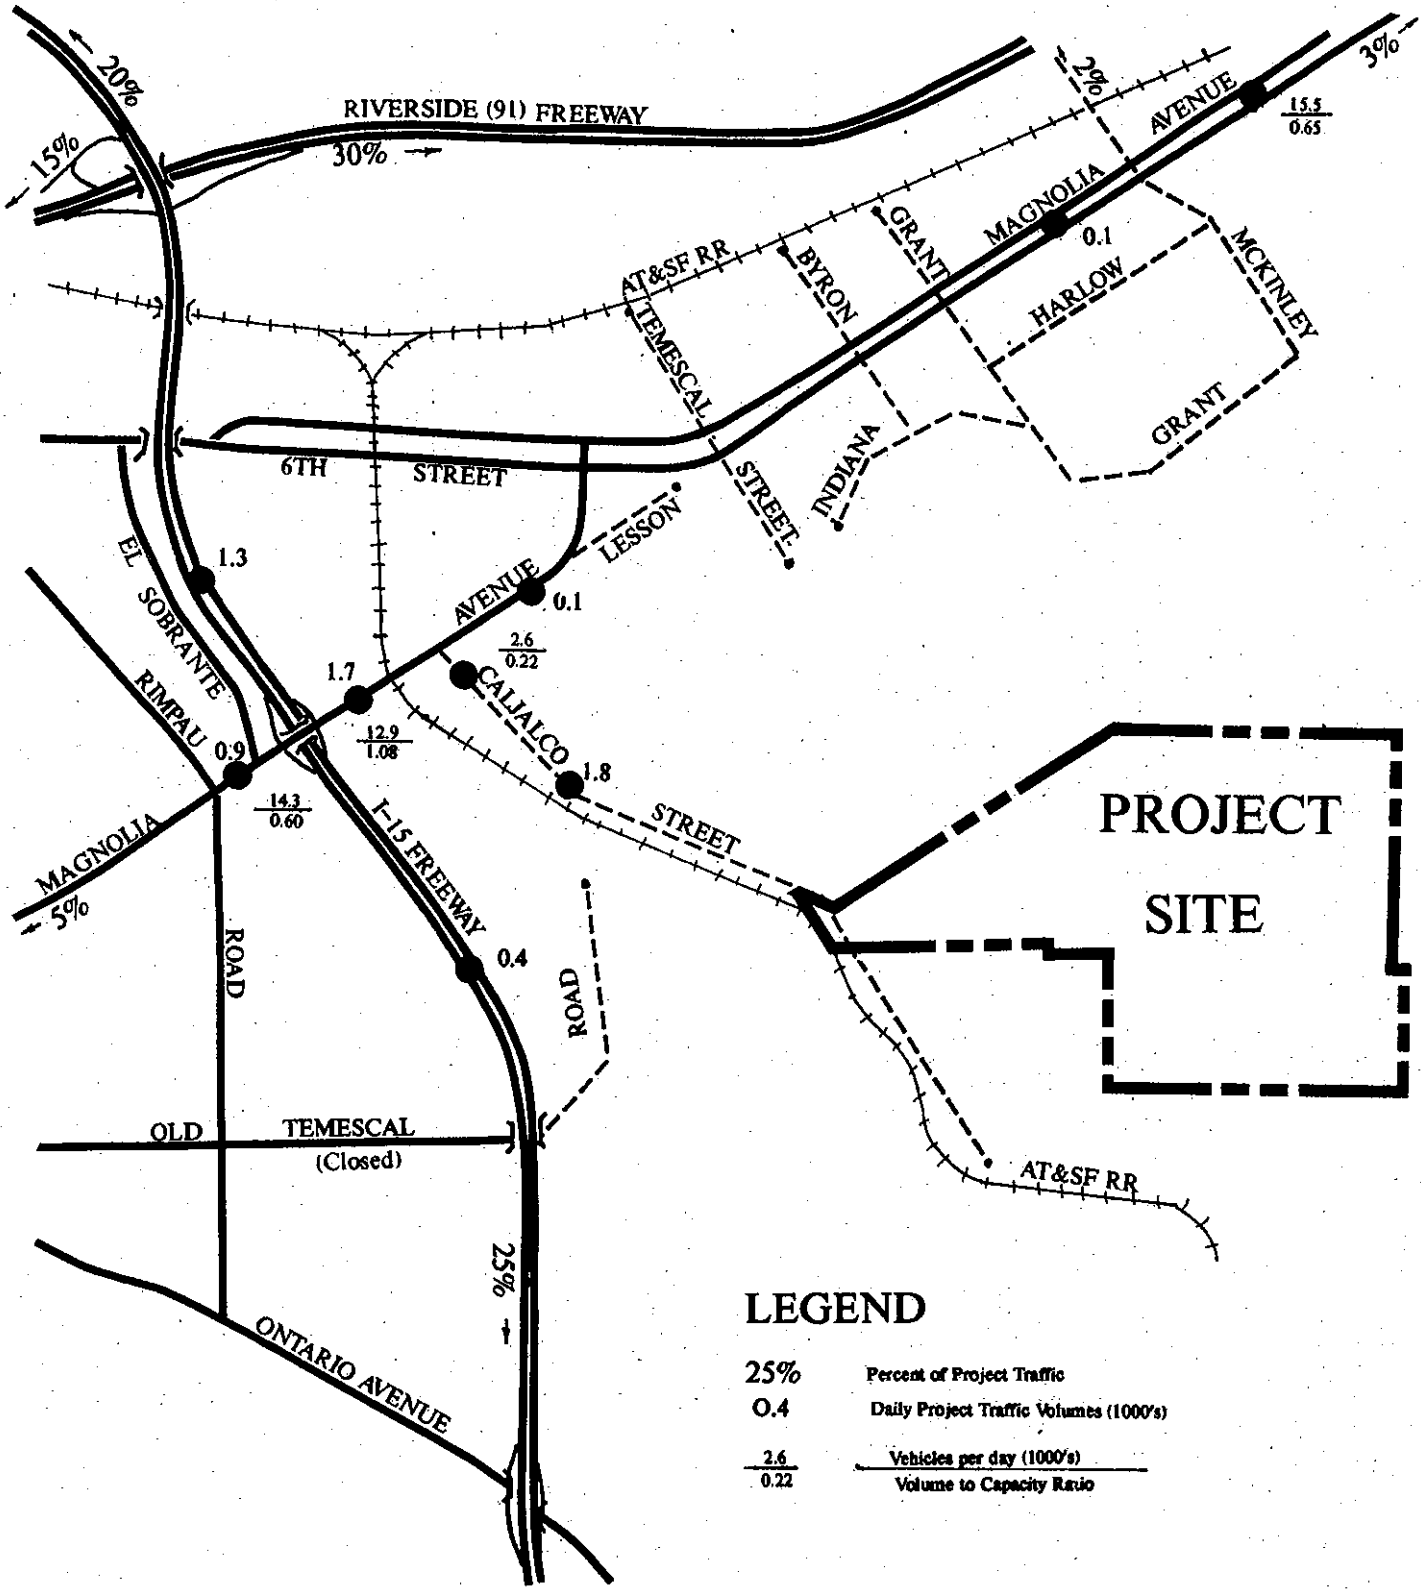 20%
3%
2%
RIVERSIDE (91) FREEWAY
AVENUE
15.5
0.65
15%
30%
MAGNOLIA
GRANT
0.1
MCKINLEY
AT&SF RR
BYRON
HARLOW
TEMESCAL
GRANT
6TH
STREET
INDIANA
STREET
LESSON
1.3
EL
SOBRANTE
AVENUE
0.1
2.6
0.22
RIMPAU
1.7
CALJALCO
0.9
12.9
1.08
1.8
14.3
0.60
STREET
PROJECT
SITE
MAGNOLIA
I-15 FREEWAY
5%
ROAD
0.4
ROAD
OLD
TEMESCAL
(Closed)
AT&SF RR
25%
ONTARIO AVENUE
LEGEND
25% Percent of Project Traffic
0.4 Daily Project Traffic Volumes (1000's)
2.6 Vehicles per day (1000's)
0.22 Volume to Capacity Ratio